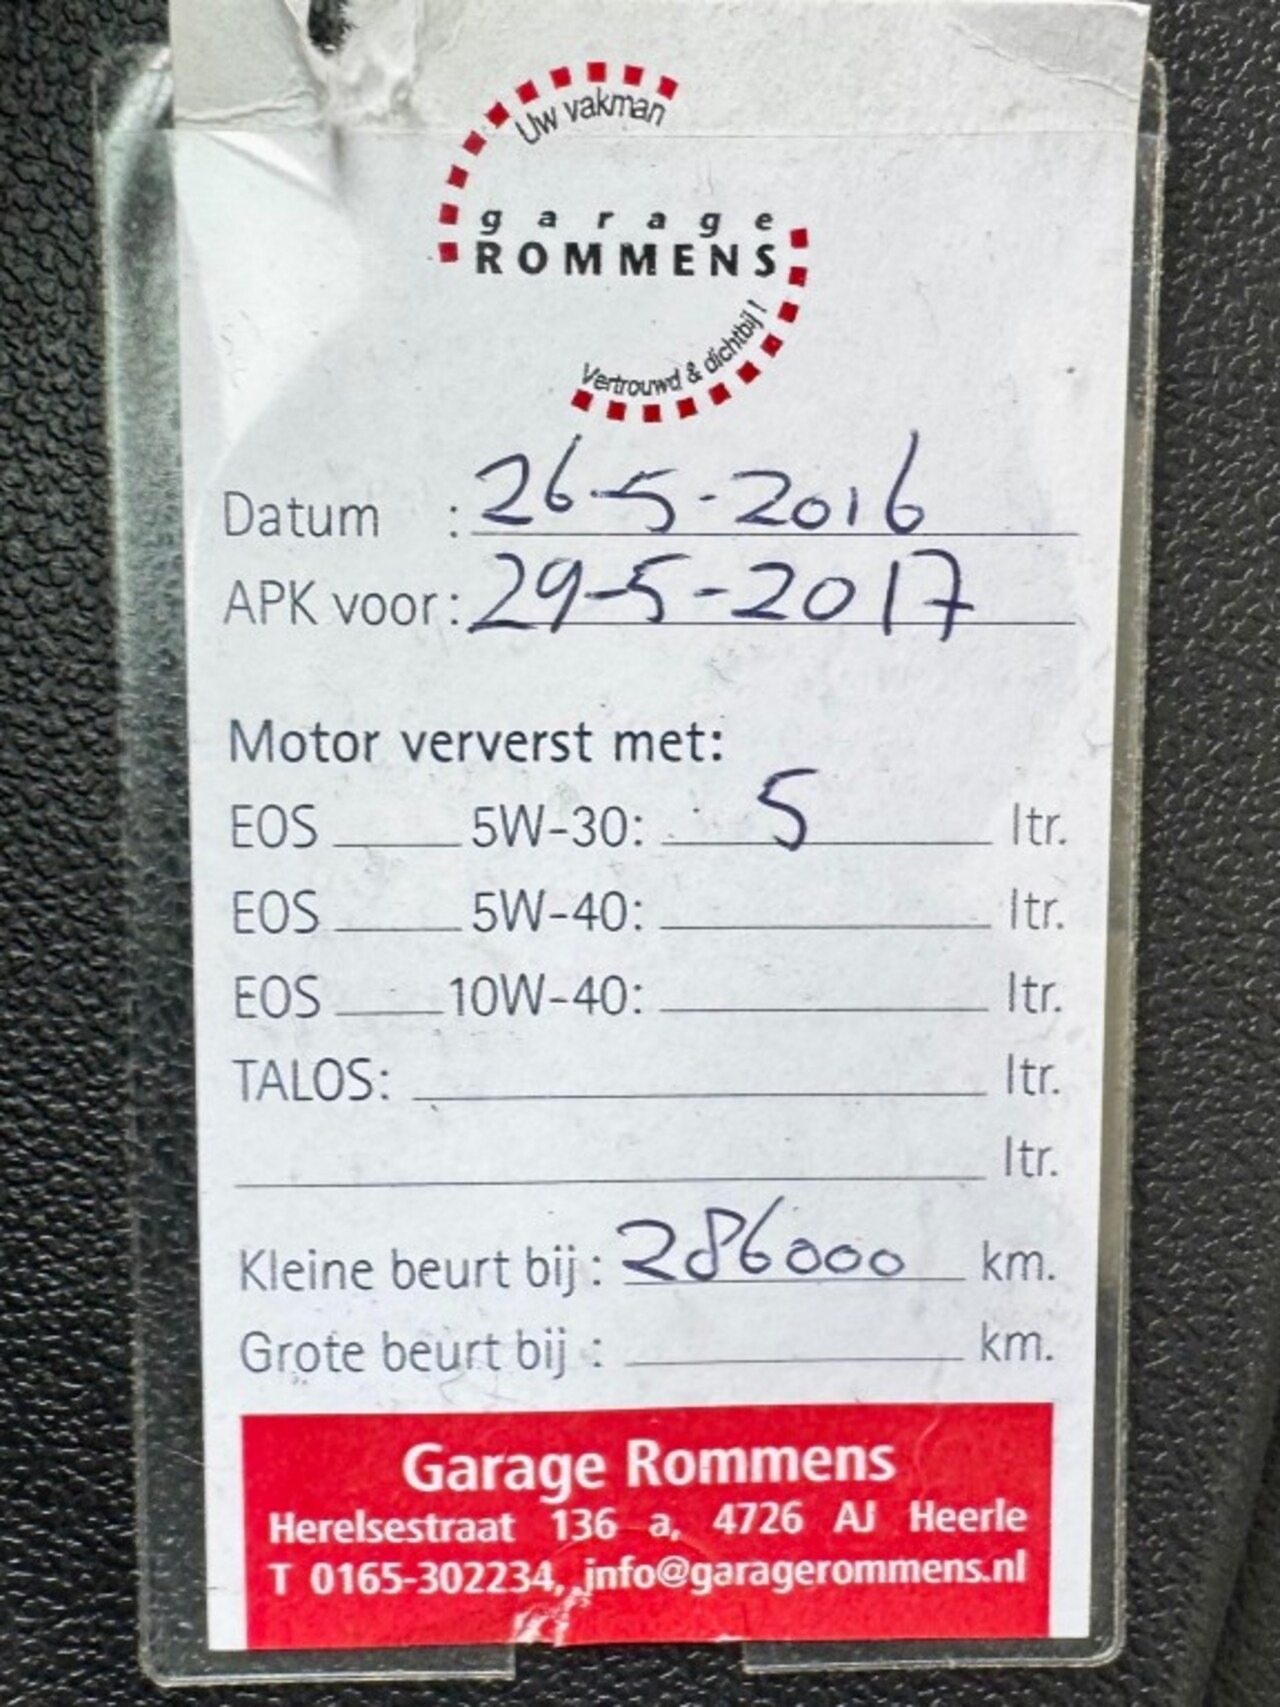 Uw vakman
garage
ROMMENS
Vertrouwd & dichtbij!
Datum : 26-5-2016
APK voor: 29-5-2017
Motor ververst met:
EOS 5W-30: 5 ltr.
EOS 5W-40: ltr.
EOS 10W-40: ltr.
TALOS: ltr.
ltr.
Kleine beurt bij : 286000 km.
Grote beurt bij : km.
Garage Rommens
Herelsestraat 136 a, 4726 AJ Heerle
T 0165-302234, info@garagerommens.nl